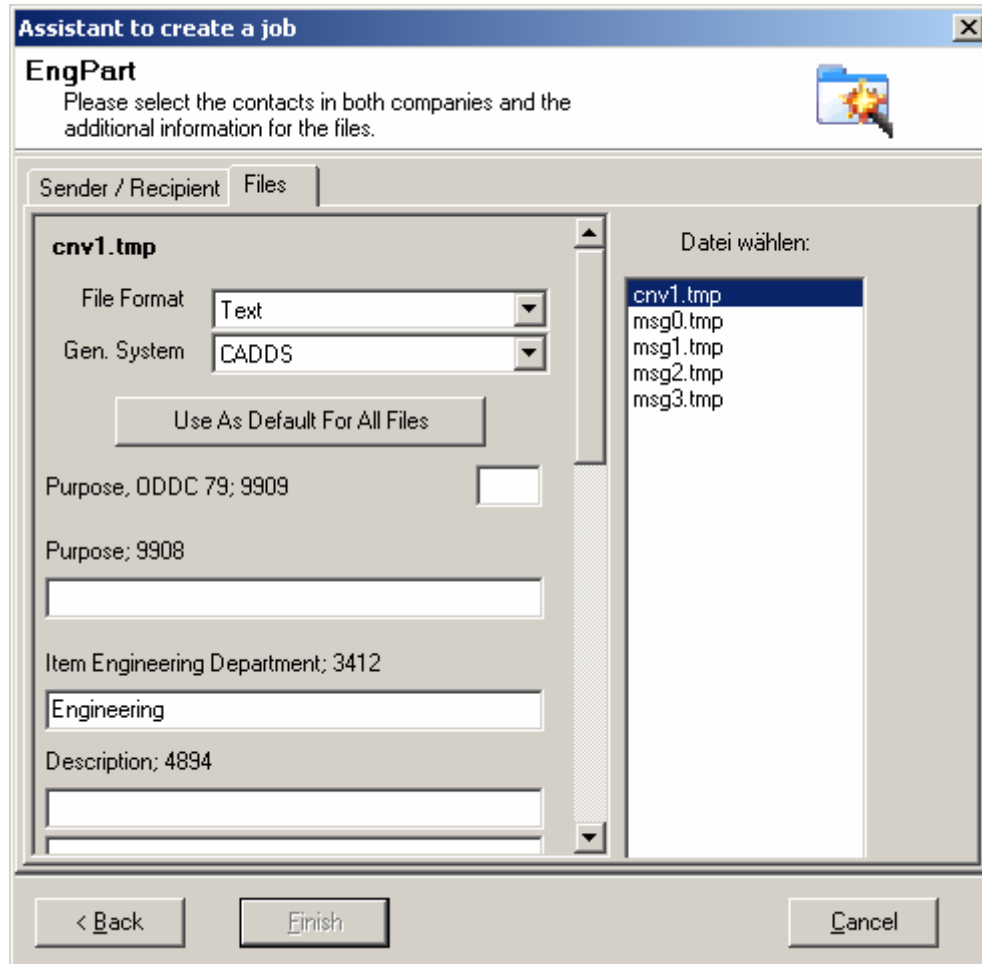 Assistant to create a job
EngPart
Please select the contacts in both companies and the
additional information for the files.
Sender / Recipient
Files
cnv1.tmp
File Format
Text
Gen. System
CADDS
Use As Default For All Files
Purpose, ODDC 79; 9909
Purpose; 9908
Item Engineering Department; 3412
Engineering
Description; 4894
Datei wählen:
cnv1.tmp
msg0.tmp
msg1.tmp
msg2.tmp
msg3.tmp
< Back
Finish
Cancel